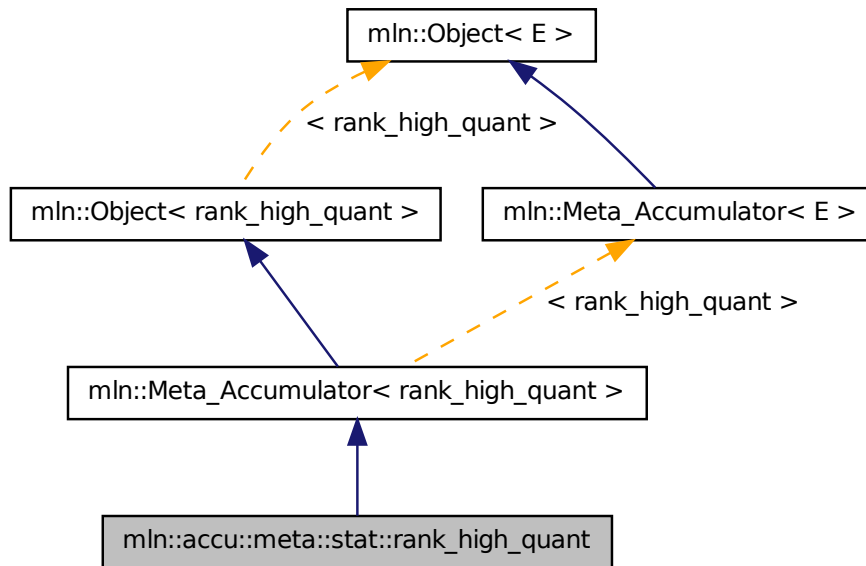 mln::Object< E >
< rank_high_quant >
mln::Object< rank_high_quant >
mln::Meta_Accumulator< E >
< rank_high_quant >
mln::Meta_Accumulator< rank_high_quant >
mln::accu::meta::stat::rank_high_quant